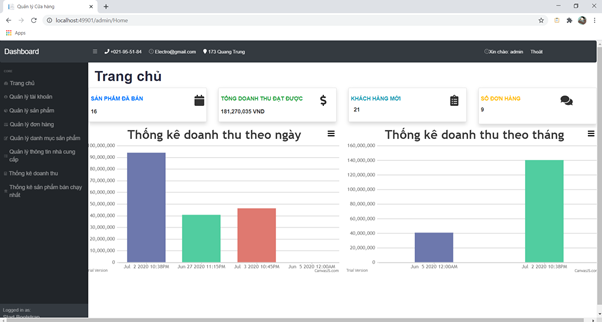 Quản lý Cửa hàng
localhost:49901/admin/Home
Apps
Dashboard
+021-95-51-84
Electro@gmail.com
173 Quang Trung
Xin chào: admin
Thoát
Trang chủ
Quản lý tài khoản
Quản lý sản phẩm
Quản lý đơn hàng
Quản lý danh mục sản phẩm
Quản lý thông tin nhà cung
cấp
Thống kê doanh thu
Thống kê sản phẩm bán chạy
nhất
Logged in as:
Start Bootstrap
Trang chủ
SẢN PHẨM ĐÃ BÁN
16
TỔNG DOANH THU ĐẠT ĐƯỢC
181,270,035 VND
KHÁCH HÀNG MỚI
21
SỐ ĐƠN HÀNG
9
Thống kê doanh thu theo ngày
100,000,000
90,000,000
80,000,000
70,000,000
60,000,000
50,000,000
40,000,000
30,000,000
20,000,000
10,000,000
0
Jul 2 2020 10:38PM
Jun 27 2020 11:15PM
Jul 3 2020 10:45PM
Jun 5 2020 12:00AM
Trial Version
CanvasJS.com
Thống kê doanh thu theo tháng
160,000,000
140,000,000
120,000,000
100,000,000
80,000,000
60,000,000
40,000,000
20,000,000
0
Jun 5 2020 12:00AM
Jul 2 2020 10:38PM
Trial Version
CanvasJS.com